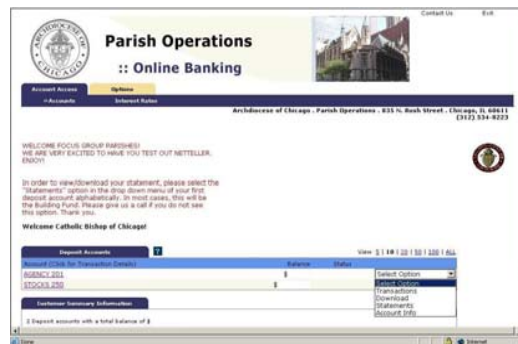 Contact Us Exit
ARCHDIOCESE OF CHICAGO
Parish Operations
:: Online Banking
Account Access Options
Accounts Interest Rates
Archdiocese of Chicago . Parish Operations . 835 N. Rush Street . Chicago, IL 60611
(312) 534-8223
WELCOME FOCUS GROUP PARISHES!
WE ARE VERY EXCITED TO HAVE YOU TEST OUT NETTELLER,
ENJOY!
In order to view/download your statement, please select the
"Statements" option in the drop down menu of your first
deposit account alphabetically. In most cases, this will be
the Building Fund. Please give us a call if you do not see
this option. Thank you.
Welcome Catholic Bishop of Chicago!
Deposit Accounts ? View 5 | 10 | 20 | 50 | 100 | ALL
Account (Click for Transaction Details) Balance Status
AGENCY 201 $ Select Option
STOCKS 250 $ Select Option
Transactions
Download
Statements
Account Info
Customer Summary Information
2 Deposit accounts with a total balance of $
Done Internet